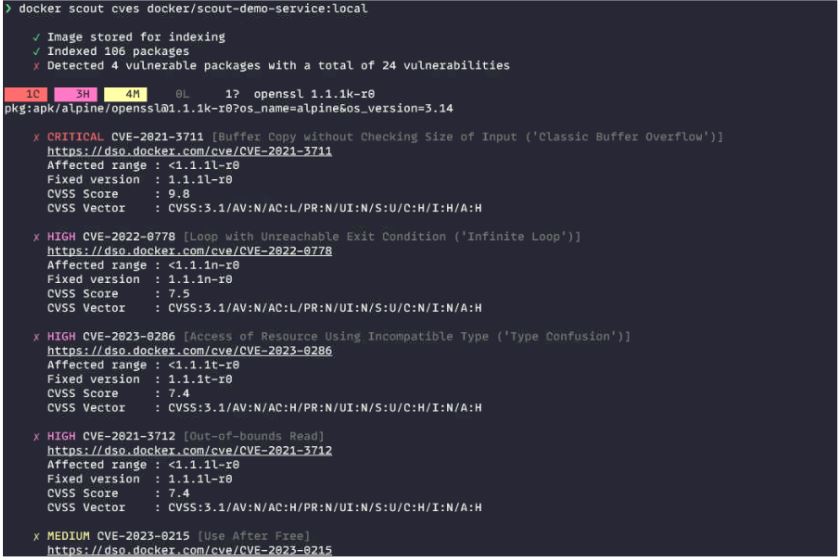 ❯ docker scout cves docker/scout-demo-service:local
✓ Image stored for indexing
✓ Indexed 106 packages
✗ Detected 4 vulnerable packages with a total of 24 vulnerabilities
1C 3H 4M 0L 1? openssl 1.1.1k-r0
pkg:apk/alpine/openssl@1.1.1k-r0?os_name=alpine&os_version=3.14
✗ CRITICAL CVE-2021-3711 [Buffer Copy without Checking Size of Input ('Classic Buffer Overflow')]
https://dso.docker.com/cve/CVE-2021-3711
Affected range : <1.1.1l-r0
Fixed version : 1.1.1l-r0
CVSS Score : 9.8
CVSS Vector : CVSS:3.1/AV:N/AC:L/PR:N/UI:N/S:U/C:H/I:H/A:H
✗ HIGH CVE-2022-0778 [Loop with Unreachable Exit Condition ('Infinite Loop')]
https://dso.docker.com/cve/CVE-2022-0778
Affected range : <1.1.1n-r0
Fixed version : 1.1.1n-r0
CVSS Score : 7.5
CVSS Vector : CVSS:3.1/AV:N/AC:L/PR:N/UI:N/S:U/C:N/I:N/A:H
✗ HIGH CVE-2023-0286 [Access of Resource Using Incompatible Type ('Type Confusion')]
https://dso.docker.com/cve/CVE-2023-0286
Affected range : <1.1.1t-r0
Fixed version : 1.1.1t-r0
CVSS Score : 7.4
CVSS Vector : CVSS:3.1/AV:N/AC:H/PR:N/UI:N/S:U/C:H/I:N/A:H
✗ HIGH CVE-2021-3712 [Out-of-bounds Read]
https://dso.docker.com/cve/CVE-2021-3712
Affected range : <1.1.1l-r0
Fixed version : 1.1.1l-r0
CVSS Score : 7.4
CVSS Vector : CVSS:3.1/AV:N/AC:H/PR:N/UI:N/S:U/C:H/I:N/A:H
✗ MEDIUM CVE-2023-0215 [Use After Free]
https://dso.docker.com/cve/CVE-2023-0215